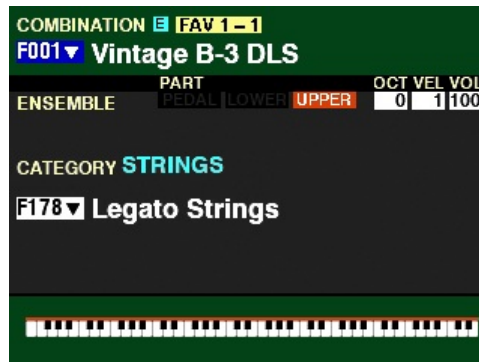 COMBINATION E FAV 1-1
F001▼ Vintage B-3 DLS
PART OCT VEL VOL
ENSEMBLE PEDAL LOWER UPPER 0 1 100
CATEGORY STRINGS
F178▼ Legato Strings